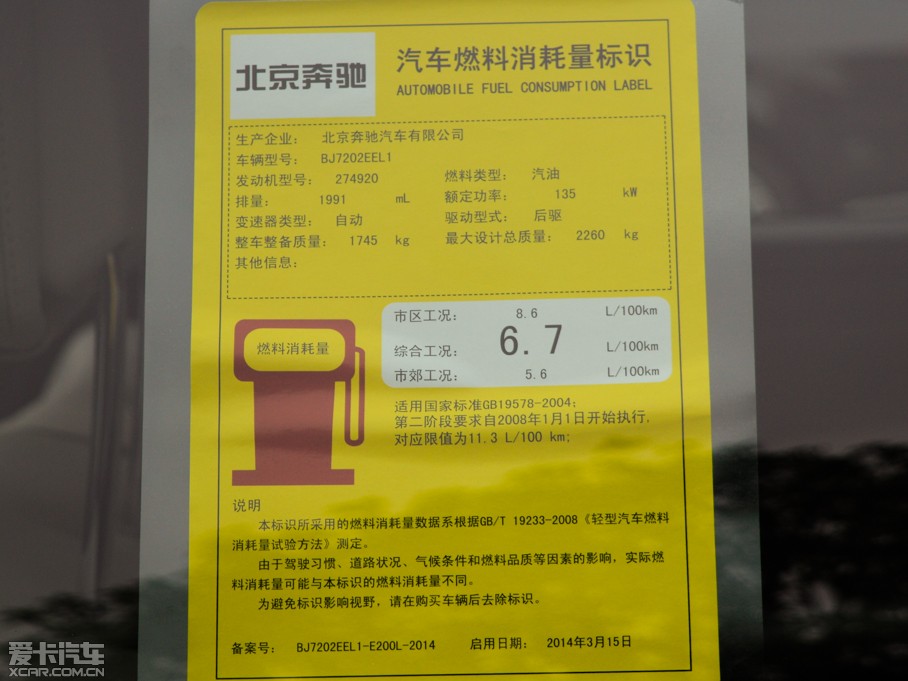 北京奔驰
汽车燃料消耗量标识
AUTOMOBILE FUEL CONSUMPTION LABEL
生产企业： 北京奔驰汽车有限公司
车辆型号： BJ7202EEL1
发动机型号： 274920 燃料类型： 汽油
排量： 1991 mL 额定功率： 135 kW
变速器类型： 自动 驱动型式： 后驱
整车整备质量： 1745 kg 最大设计总质量： 2260 kg
其他信息：
燃料消耗量
市区工况： 8.6 L/100km
综合工况： 6.7 L/100km
市郊工况： 5.6 L/100km
适用国家标准GB19578-2004；
第二阶段要求自2008年1月1日开始执行，
对应限值为11.3 L/100 km；
说明
本标识所采用的燃料消耗量数据系根据GB/T 19233-2008《轻型汽车燃料
消耗量试验方法》测定。
由于驾驶习惯、道路状况、气候条件和燃料品质等因素的影响，实际燃
料消耗量可能与本标识的燃料消耗量不同。
为避免标识影响视野，请在购买车辆后去除标识。
备案号： BJ7202EEL1-E200L-2014 启用日期： 2014年3月15日
爱卡汽车
XCAR.COM.CN